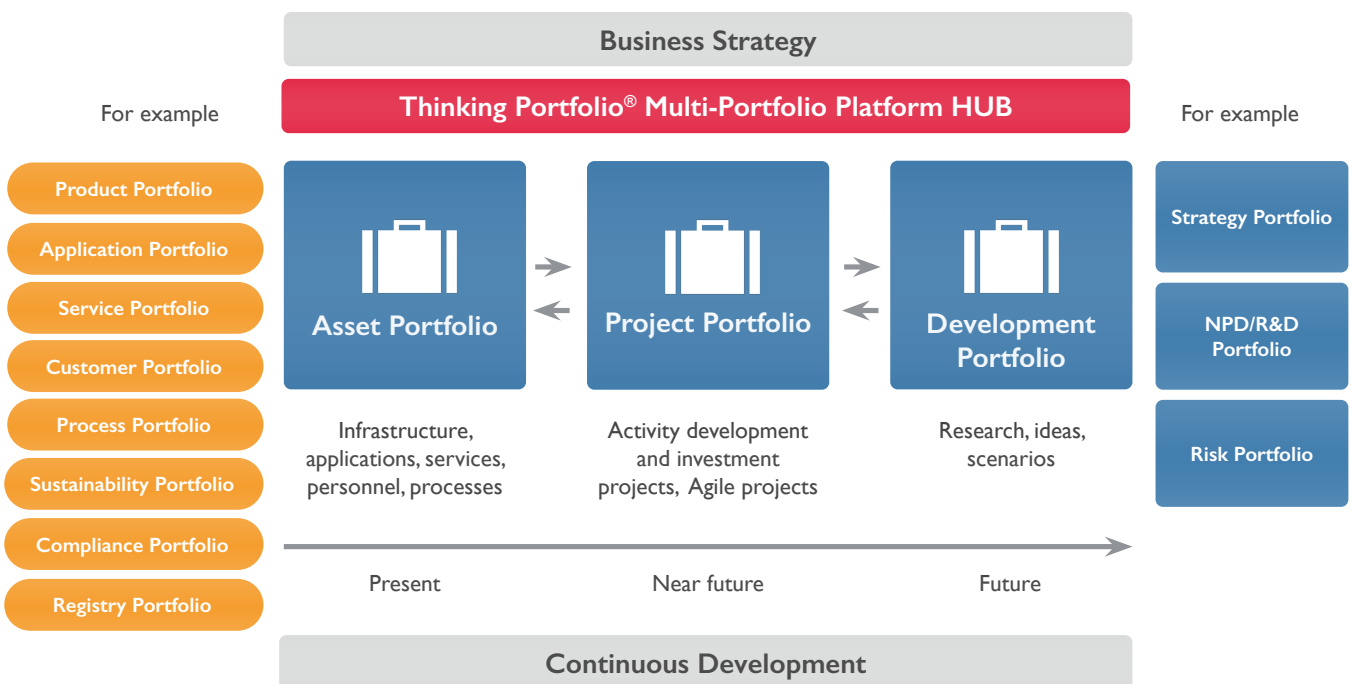 Business Strategy
Thinking Portfolio® Multi-Portfolio Platform HUB
For example
Product Portfolio
Application Portfolio
Service Portfolio
Customer Portfolio
Process Portfolio
Sustainability Portfolio
Compliance Portfolio
Registry Portfolio
Asset Portfolio
Infrastructure,
applications, services,
personnel, processes
Project Portfolio
Activity development
and investment
projects, Agile projects
Development
Portfolio
Research, ideas,
scenarios
Present
Near future
Future
For example
Strategy Portfolio
NPD/R&D
Portfolio
Risk Portfolio
Continuous Development